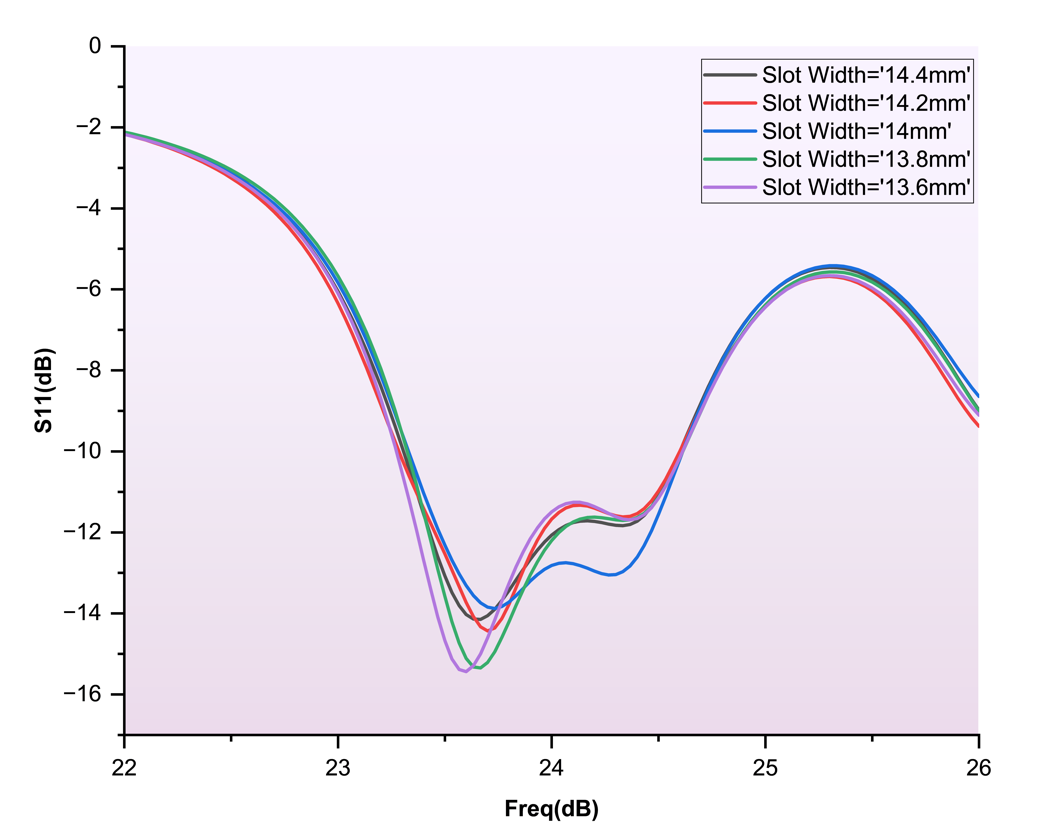 0
−2
−4
−6
−8
−10
−12
−14
−16
S11(dB)
Slot Width='14.4mm'
Slot Width='14.2mm'
Slot Width='14mm'
Slot Width='13.8mm'
Slot Width='13.6mm'
22
23
24
25
26
Freq(dB)